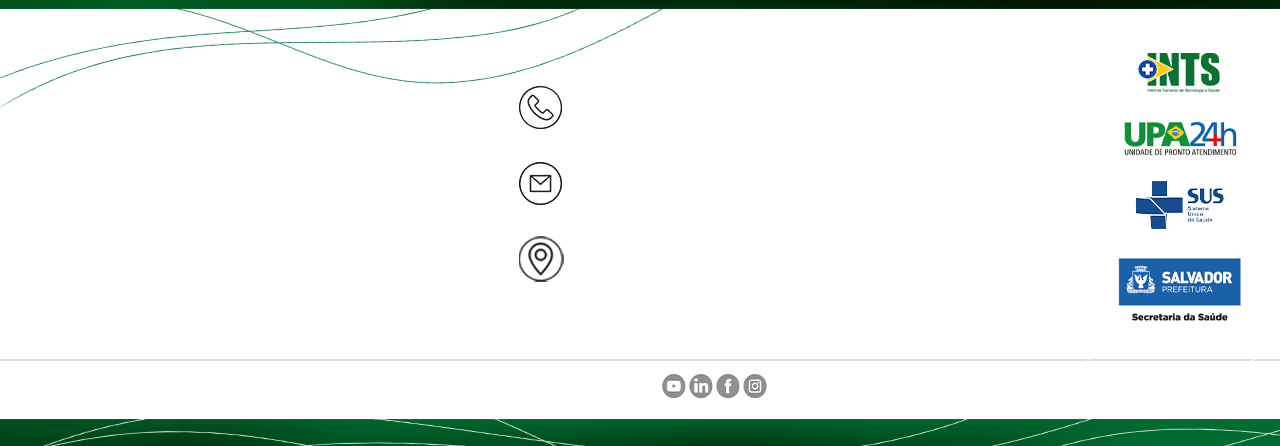 INTS
Instituto Nacional de Tecnologia e Saúde
UPA24h
UNIDADE DE PRONTO ATENDIMENTO
SUS
Sistema
Único
de Saúde
SALVADOR
PREFEITURA
Secretaria da Saúde
in
f